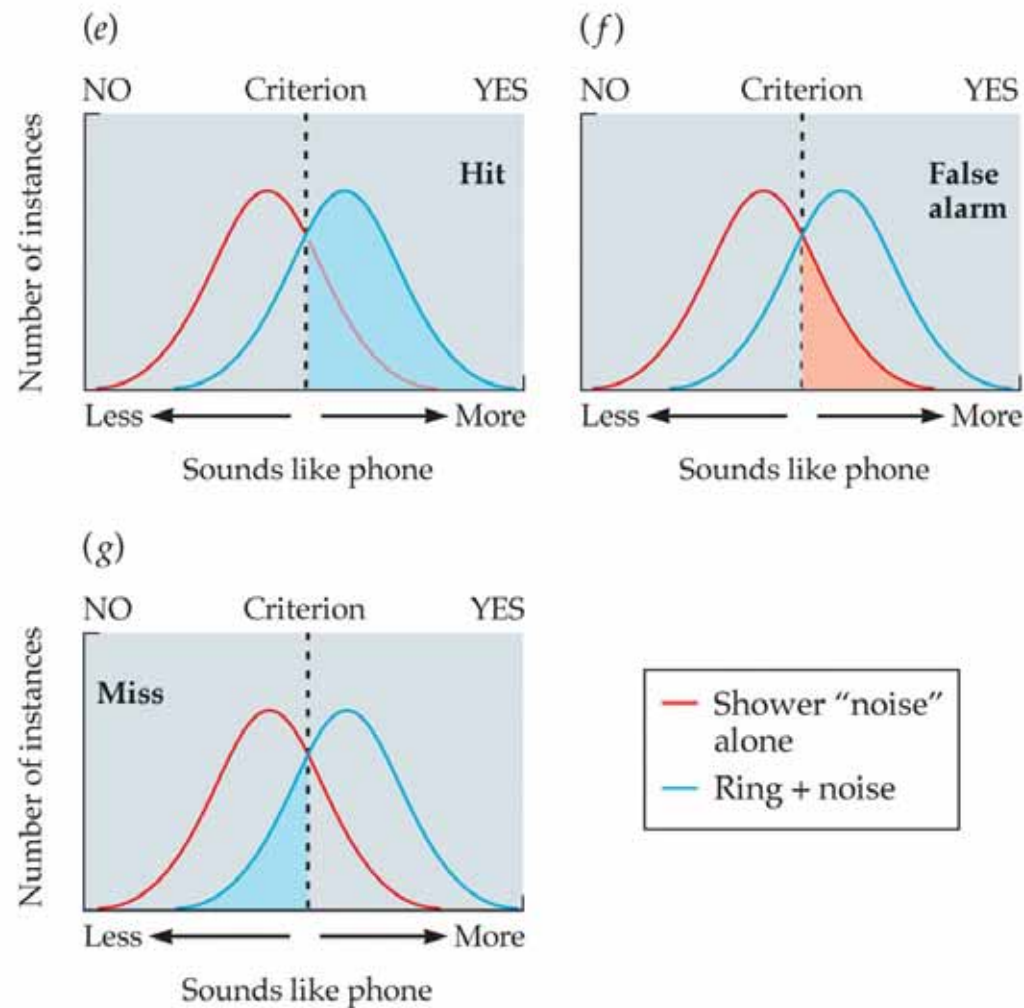 (e)
NO Criterion YES
Number of instances
Hit
Less More
Sounds like phone
(f)
NO Criterion YES
False
alarm
Less More
Sounds like phone
(g)
NO Criterion YES
Number of instances
Miss
Less More
Sounds like phone
Shower “noise”
alone
Ring + noise